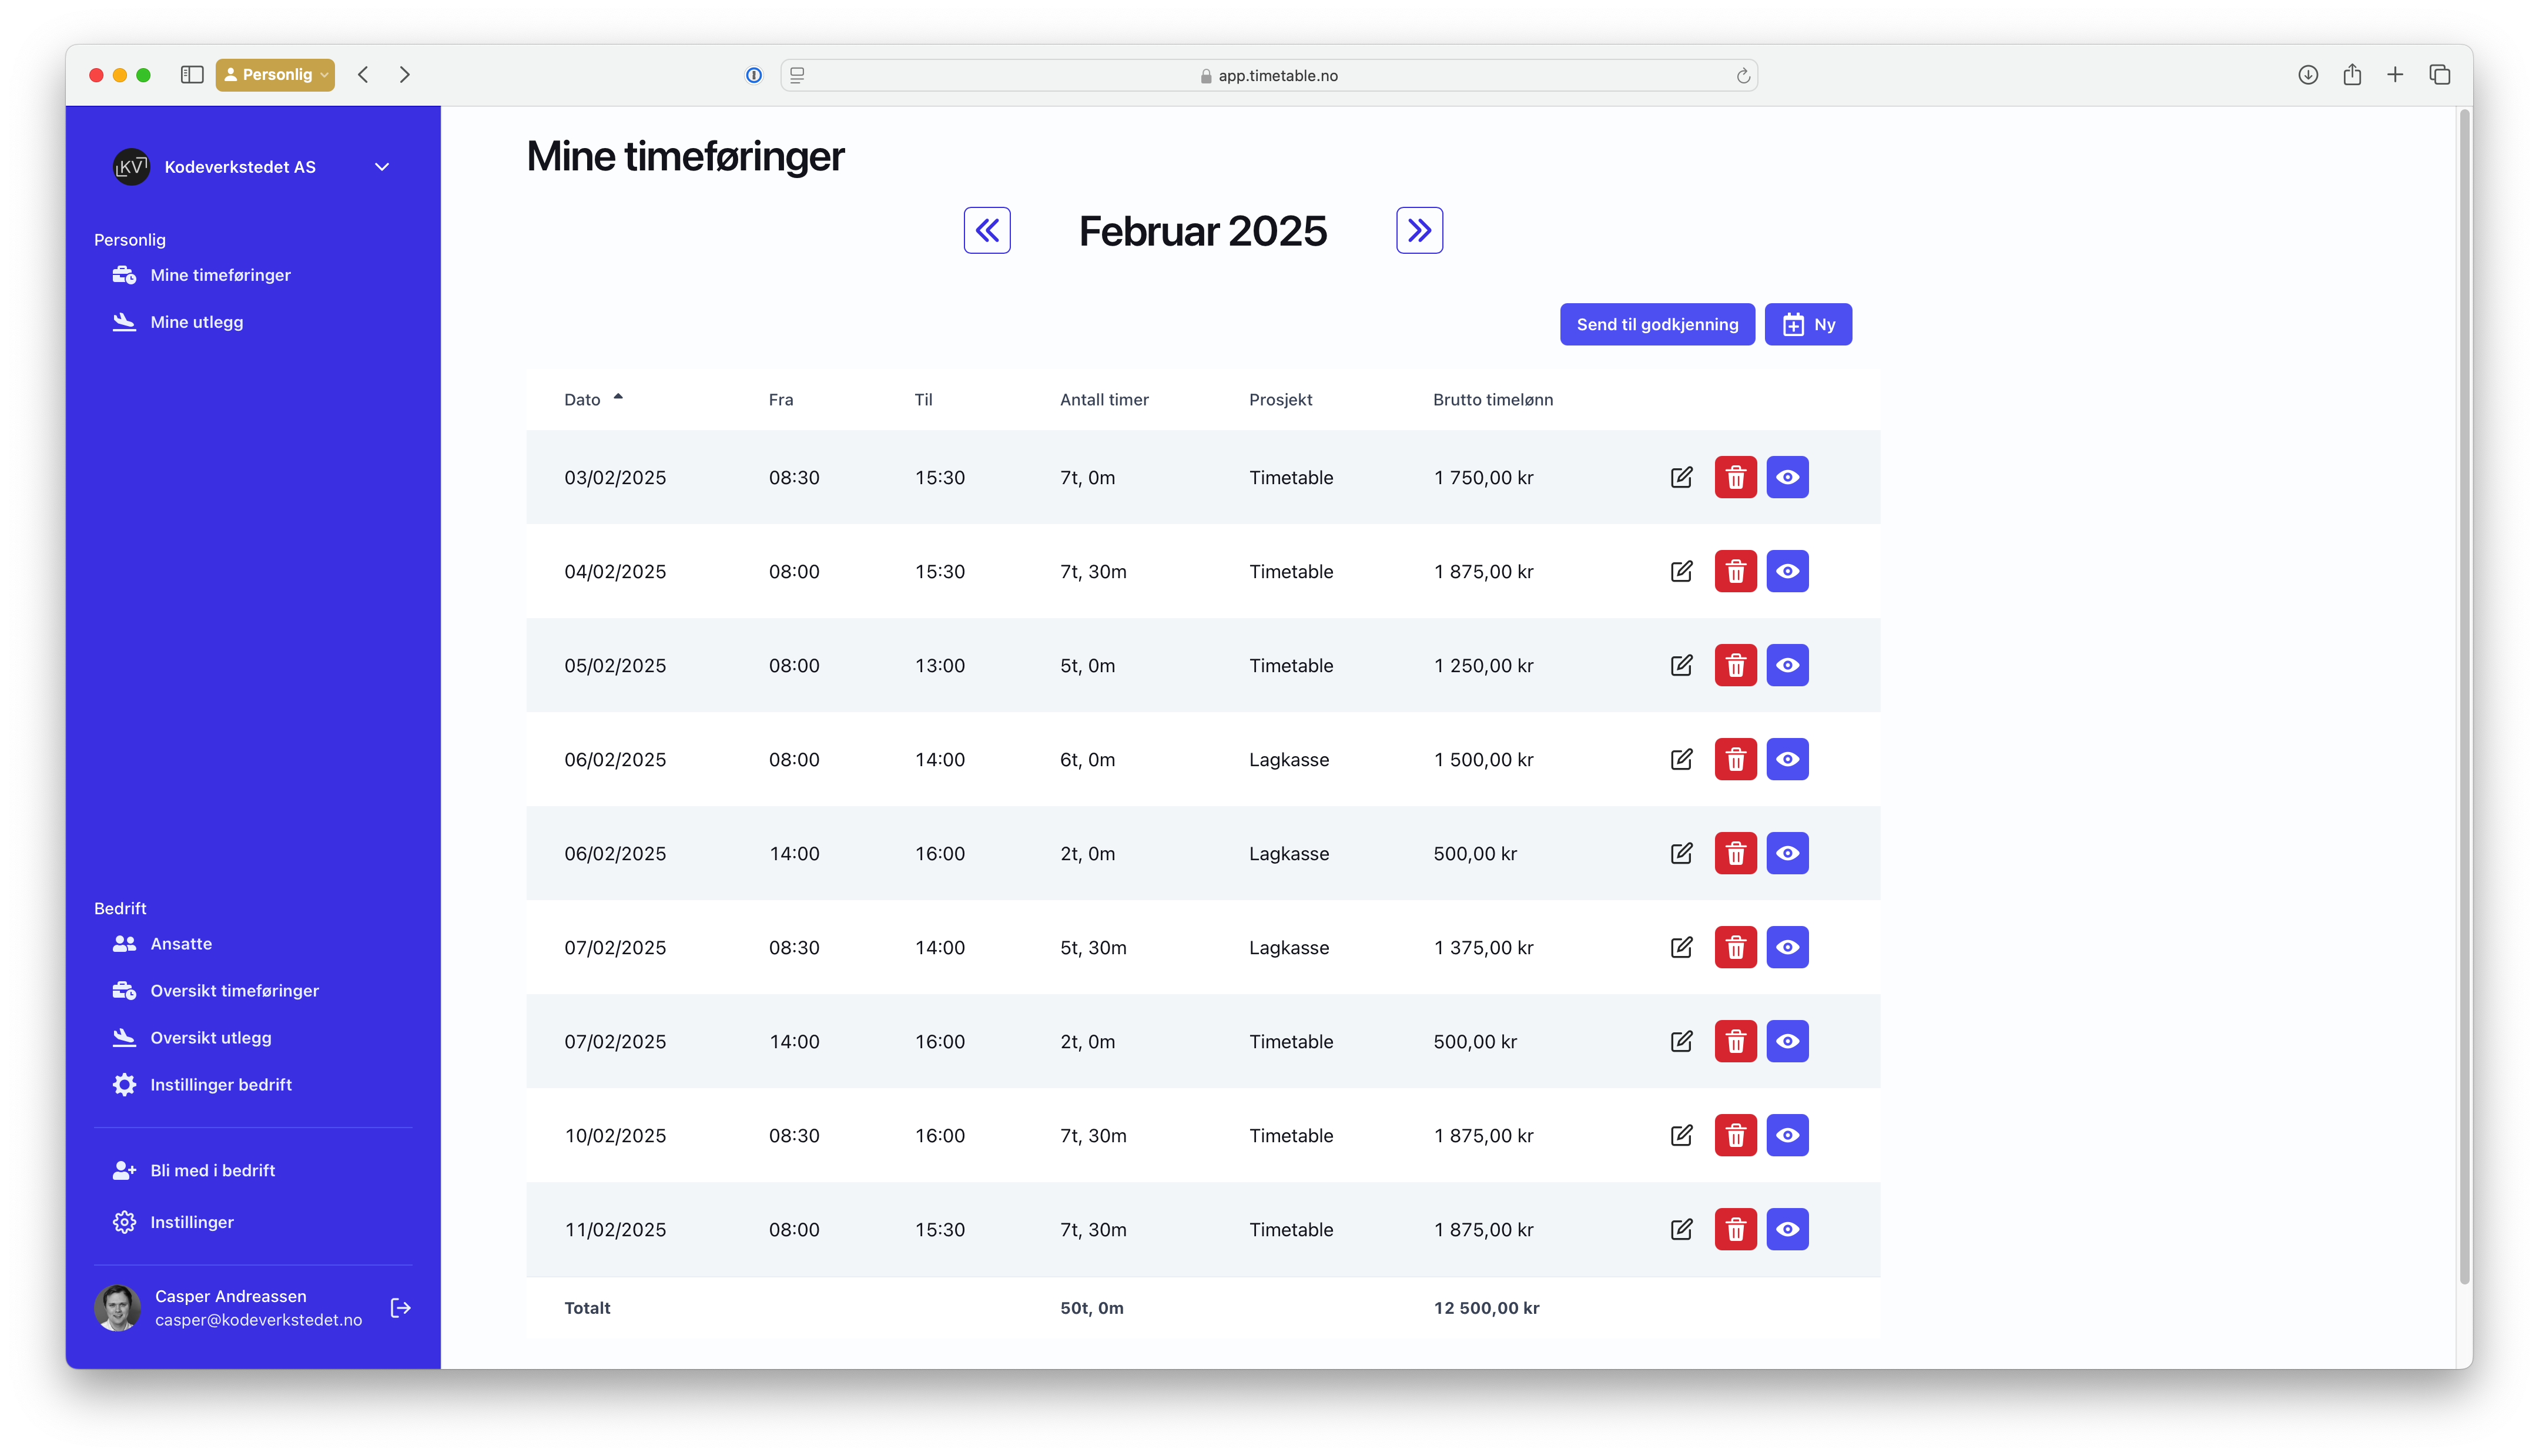 Personlig
app.timetable.no
KV
Kodeverkstedet AS
Personlig
Mine timeføringer
Mine utlegg
Bedrift
Ansatte
Oversikt timeføringer
Oversikt utlegg
Instillinger bedrift
Bli med i bedrift
Instillinger
Casper Andreassen
casper@kodeverkstedet.no
Mine timeføringer
Februar 2025
Send til godkjenning Ny
Dato Fra Til Antall timer Prosjekt Brutto timelønn
03/02/2025 08:30 15:30 7t, 0m Timetable 1 750,00 kr
04/02/2025 08:00 15:30 7t, 30m Timetable 1 875,00 kr
05/02/2025 08:00 13:00 5t, 0m Timetable 1 250,00 kr
06/02/2025 08:00 14:00 6t, 0m Lagkasse 1 500,00 kr
06/02/2025 14:00 16:00 2t, 0m Lagkasse 500,00 kr
07/02/2025 08:30 14:00 5t, 30m Lagkasse 1 375,00 kr
07/02/2025 14:00 16:00 2t, 0m Timetable 500,00 kr
10/02/2025 08:30 16:00 7t, 30m Timetable 1 875,00 kr
11/02/2025 08:00 15:30 7t, 30m Timetable 1 875,00 kr
Totalt 50t, 0m 12 500,00 kr